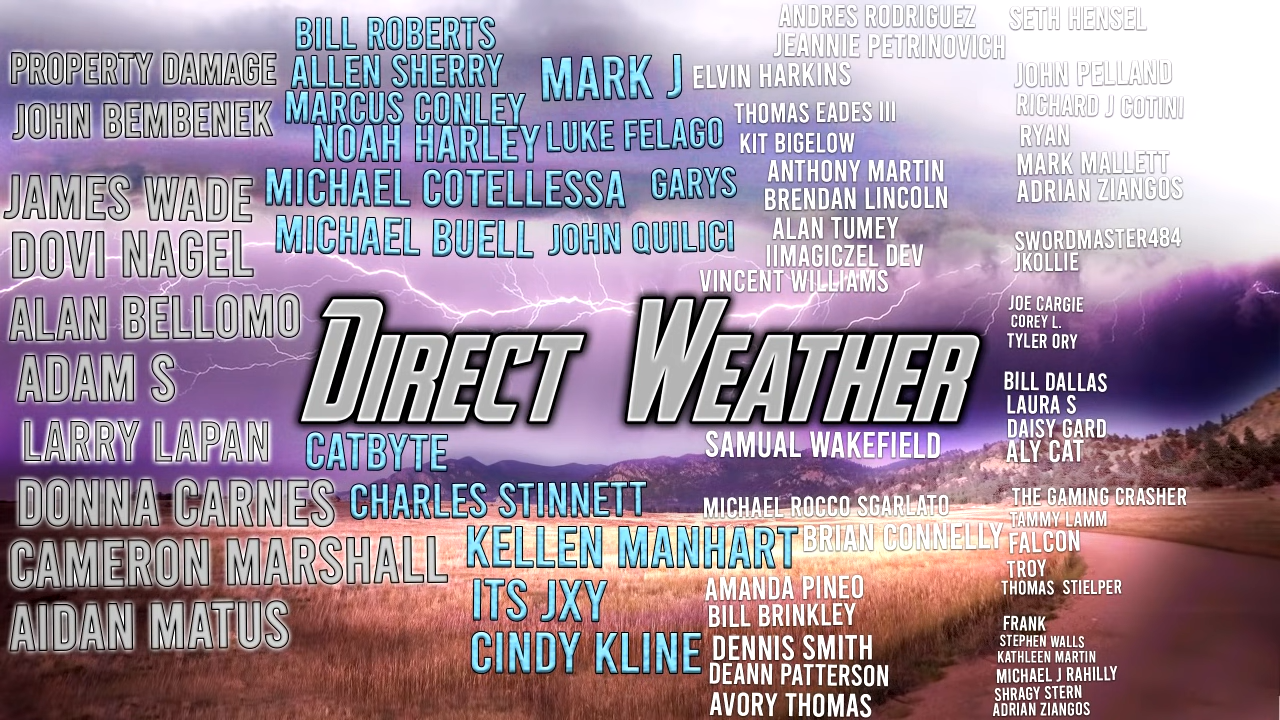 PROPERTY DAMAGE
JOHN BEMBENEK
JAMES WADE
DOVI NAGEL
ALAN BELLOMO
ADAM S
LARRY LAPAN
DONNA CARNES
CAMERON MARSHALL
AIDAN MATUS
BILL ROBERTS
ALLEN SHERRY
MARCUS CONLEY
NOAH HARLEY
MICHAEL COTELLESSA
MICHAEL BUELL
MARK J
LUKE FELAGO
GARYS
JOHN QUILICI
DIRECT WEATHER
CATBYTE
CHARLES STINNETT
KELLEN MANHART
ITS JXY
CINDY KLINE
ANDRES RODRIGUEZ
JEANNIE PETRINOVICH
ELVIN HARKINS
THOMAS EADES III
KIT BIGELOW
ANTHONY MARTIN
BRENDAN LINCOLN
ALAN TUMEY
IIMAGICZEL DEV
VINCENT WILLIAMS
SAMUAL WAKEFIELD
MICHAEL ROCCO SGARLATO
BRIAN CONNELLY
AMANDA PINEO
BILL BRINKLEY
DENNIS SMITH
DEANN PATTERSON
AVORY THOMAS
SETH HENSEL
JOHN PELLAND
RICHARD J COTINI
RYAN
MARK MALLETT
ADRIAN ZIANGOS
SWORDMASTER484
JKOLLIE
JOE CARGIE
COREY L.
TYLER ORY
BILL DALLAS
LAURA S
DAISY GARD
ALY CAT
THE GAMING CRASHER
TAMMY LAMM
FALCON
TROY
THOMAS STIELPER
FRANK
STEPHEN WALLS
KATHLEEN MARTIN
MICHAEL J RAHILLY
SHRAGY STERN
ADRIAN ZIANGOS